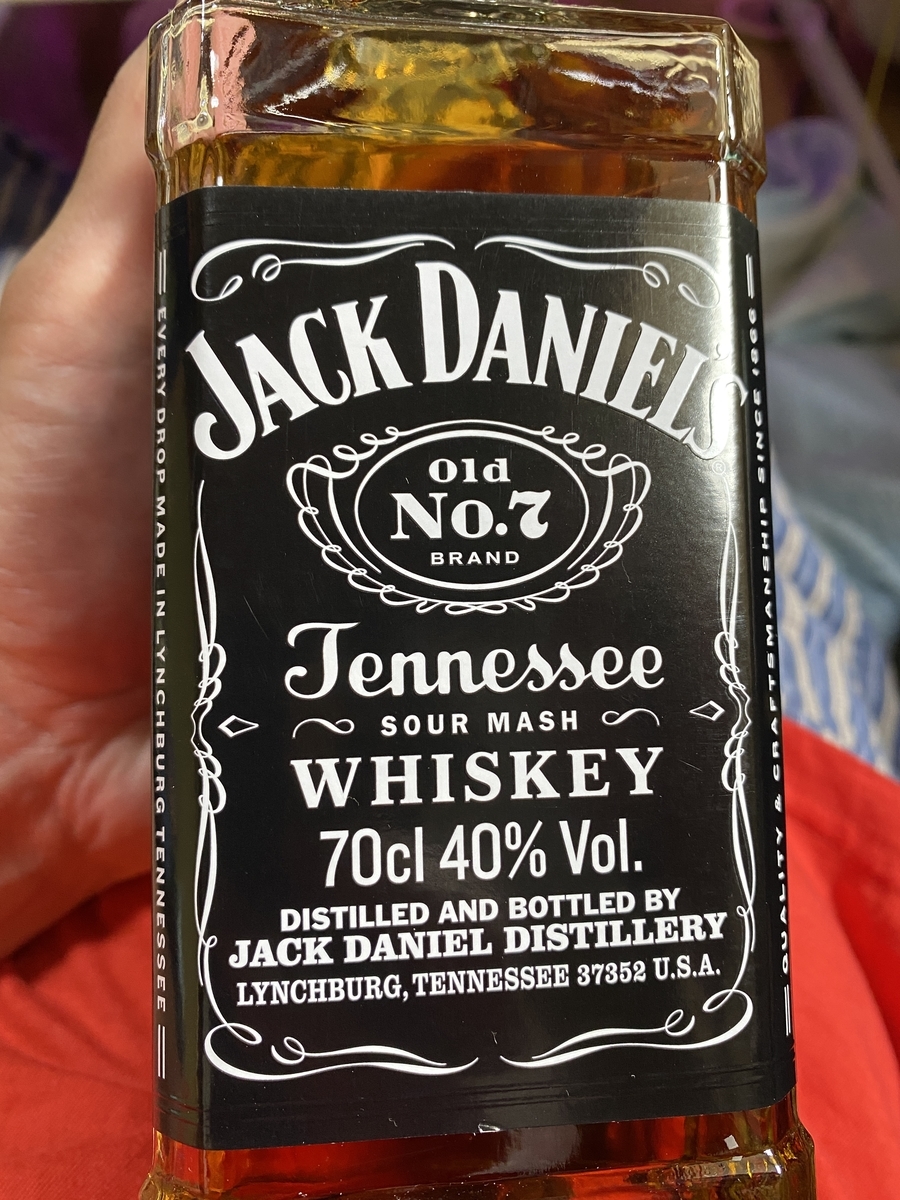 JACK DANIEL'S
Old
No.7
BRAND
Tennessee
SOUR MASH
WHISKEY
70cl 40% Vol.
DISTILLED AND BOTTLED BY
JACK DANIEL DISTILLERY
LYNCHBURG, TENNESSEE 37352 U.S.A.
EVERY DROP MADE IN LYNCHBURG TENNESSEE
QUALITY & CRAFTSMANSHIP SINCE 1866